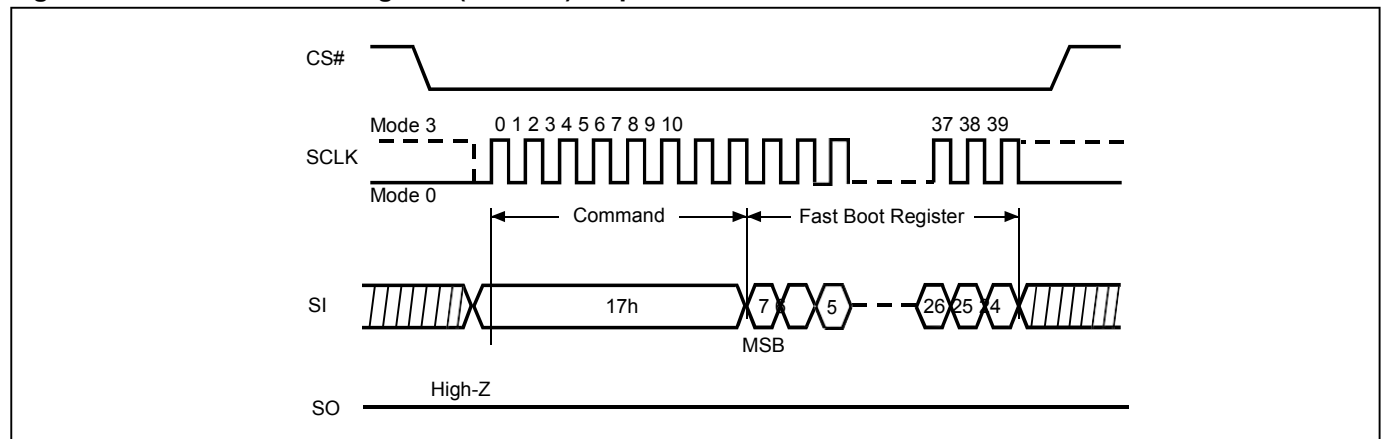 CS#
Mode 3
0 1 2 3 4 5 6 7 8 9 10
37 38 39
SCLK
Mode 0
Command
Fast Boot Register
SI
17h
7 6 5
26 25 24
MSB
High-Z
SO